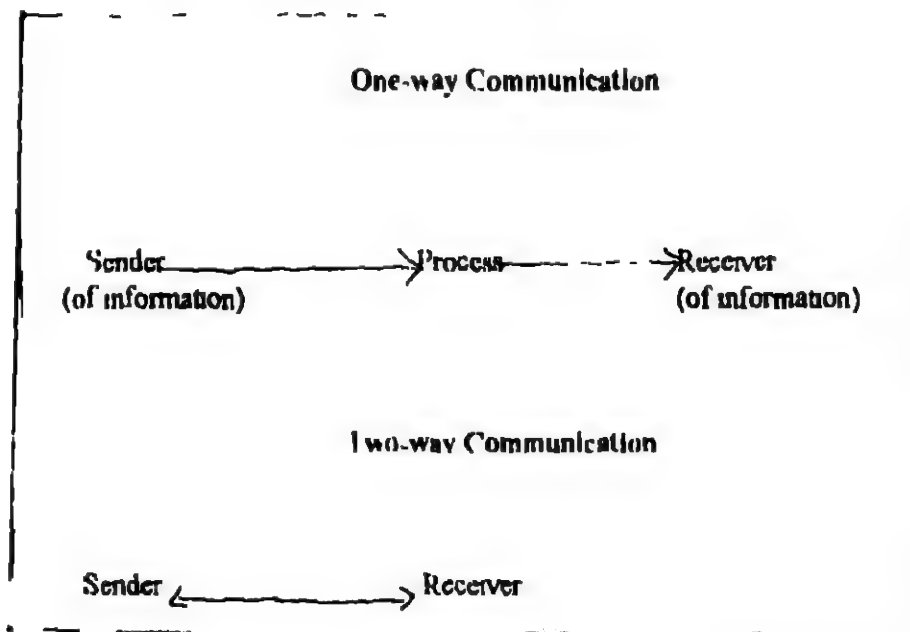 One-way Communication
Sender Process Receiver
(of information) (of information)
Two-way Communication
Sender Receiver